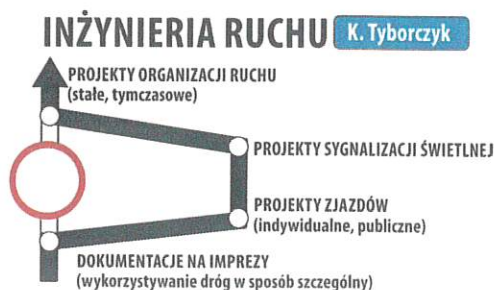 INŻYNIERIA RUCHU K. Tyborczyk
PROJEKTY ORGANIZACJI RUCHU
(stałe, tymczasowe)
PROJEKTY SYGNALIZACJI ŚWIETLNEJ
PROJEKTY ZJAZDÓW
(indywidualne, publiczne)
DOKUMENTACJE NA IMPREZY
(wykorzystywanie dróg w sposób szczególny)